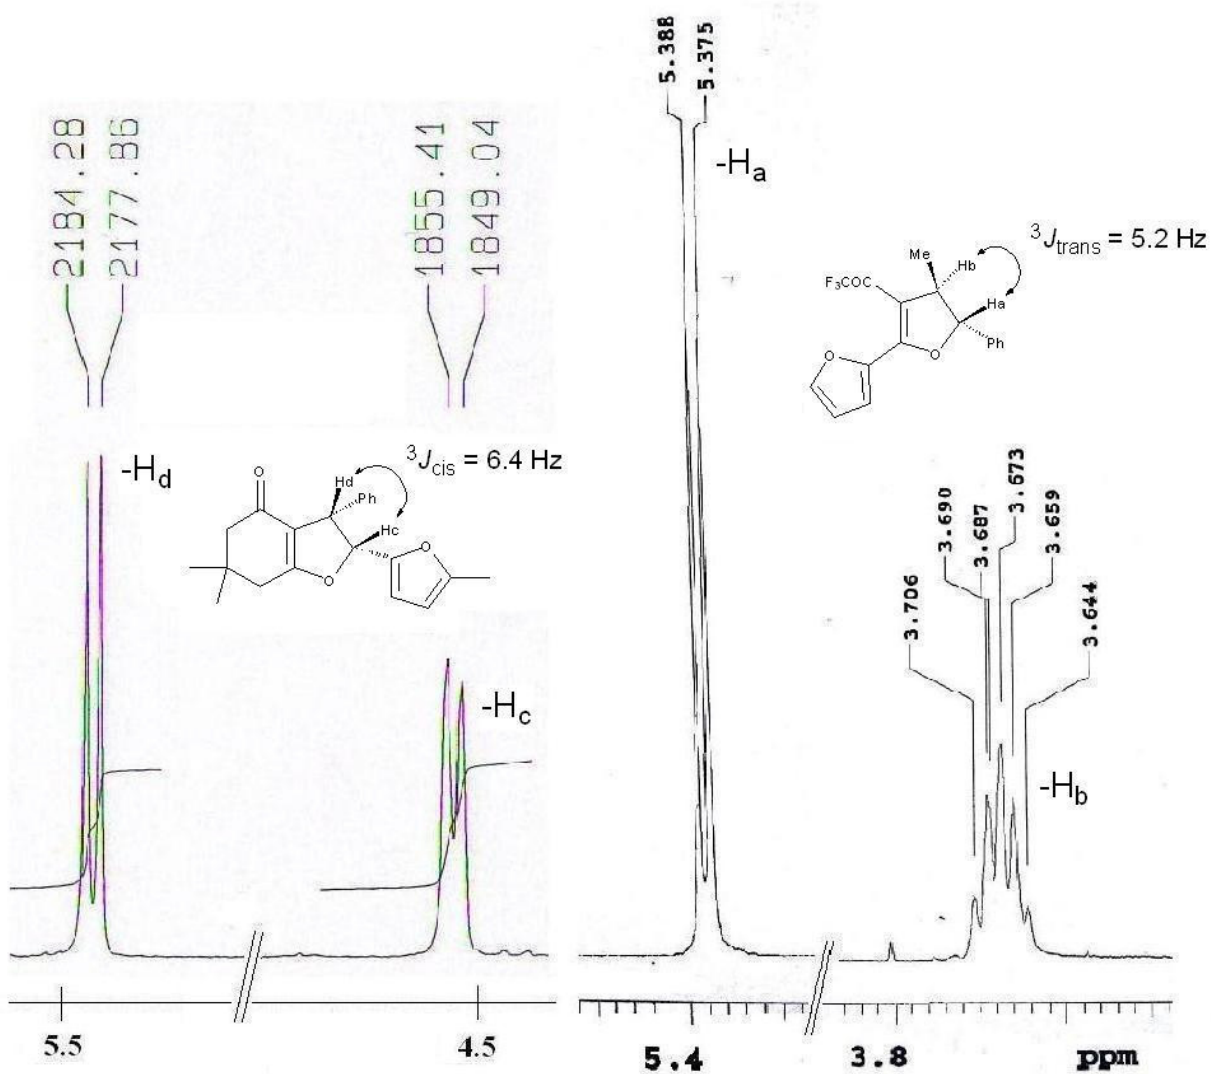 2184.28
2177.86
1855.41
1849.04
-Hd
3Jcis = 6.4 Hz
O
Hd
Ph
Hc
O
O
-Hc
5.5
4.5
5.388
5.375
-Ha
3Jtrans = 5.2 Hz
Me
Hb
F3COC
Ha
O
Ph
O
3.706
3.690
3.687
3.673
3.659
3.644
-Hb
5.4
3.8
ppm